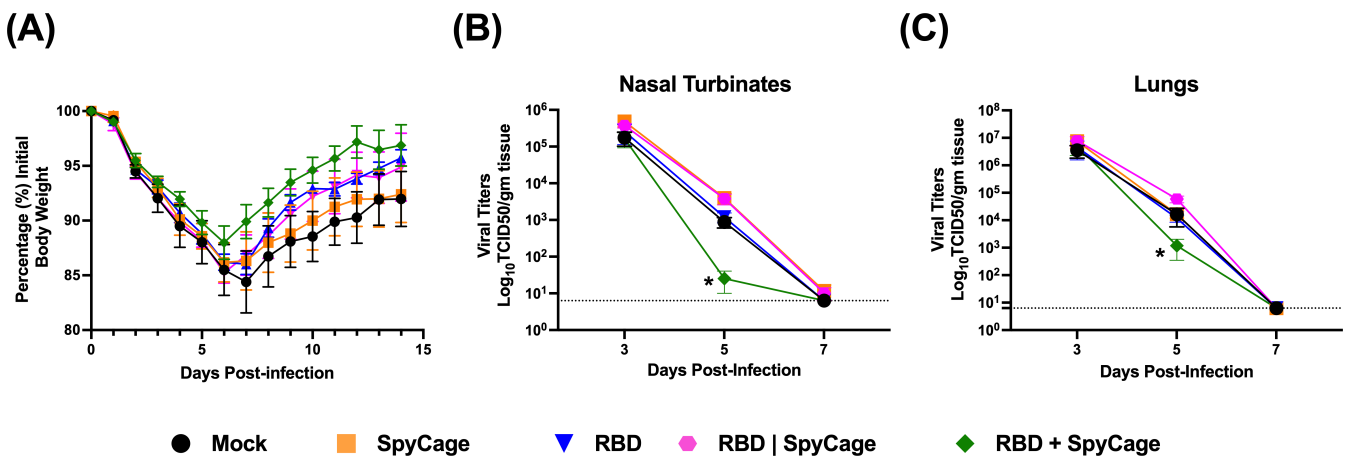 (A)
(B)
(C)
Percentage (%) Initial
Body Weight
100
95
90
85
80
0
5
10
15
Days Post-infection
Nasal Turbinates
Viral Titers
Log₁₀TCID50/gm tissue
10⁶
10⁵
10⁴
10³
10²
10¹
10⁰
*
3
5
7
Days Post-Infection
Lungs
Viral Titers
Log₁₀TCID50/gm tissue
10⁸
10⁷
10⁶
10⁵
10⁴
10³
10²
10¹
10⁰
*
3
5
7
Days Post-Infection
Mock
SpyCage
RBD
RBD | SpyCage
RBD + SpyCage